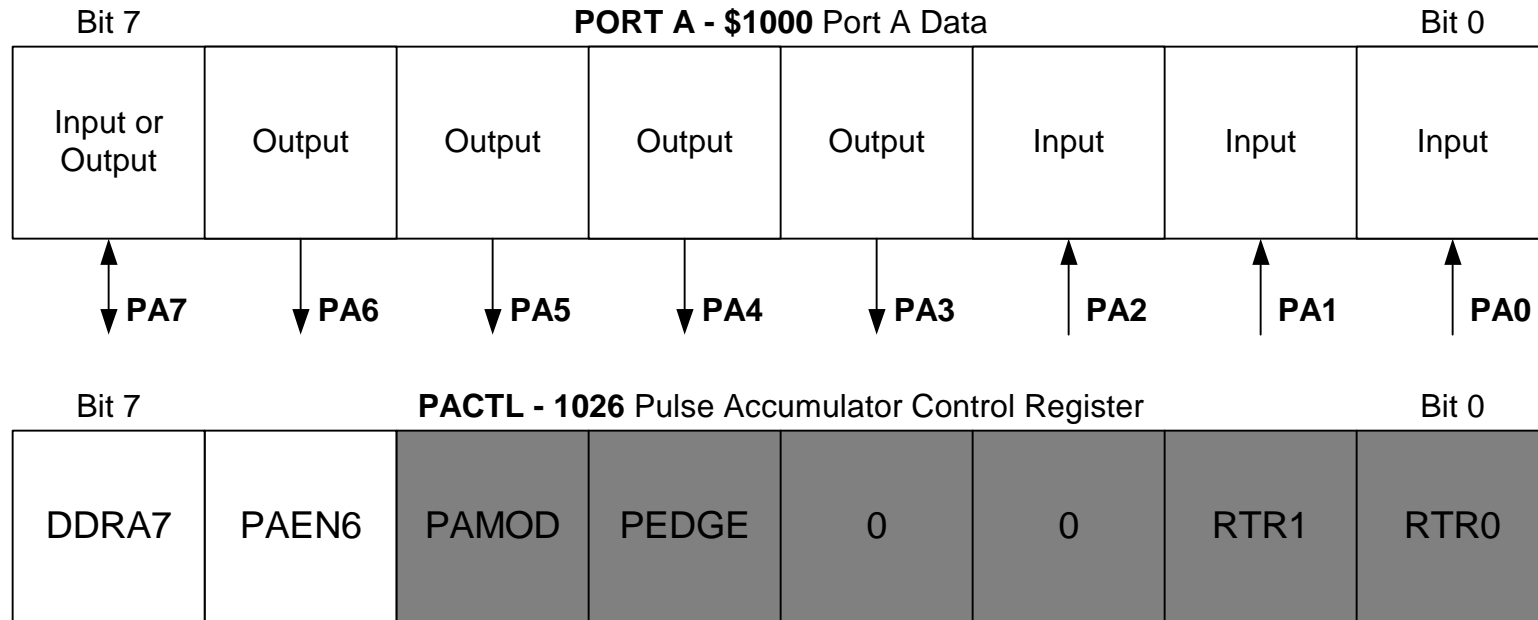 Bit 7 PORT A - $1000 Port A Data Bit 0
Input or Output Output Output Output Output Input Input Input
PA7 PA6 PA5 PA4 PA3 PA2 PA1 PA0
Bit 7 PACTL - 1026 Pulse Accumulator Control Register Bit 0
DDRA7 PAEN6 PAMOD PEDGE 0 0 RTR1 RTR0